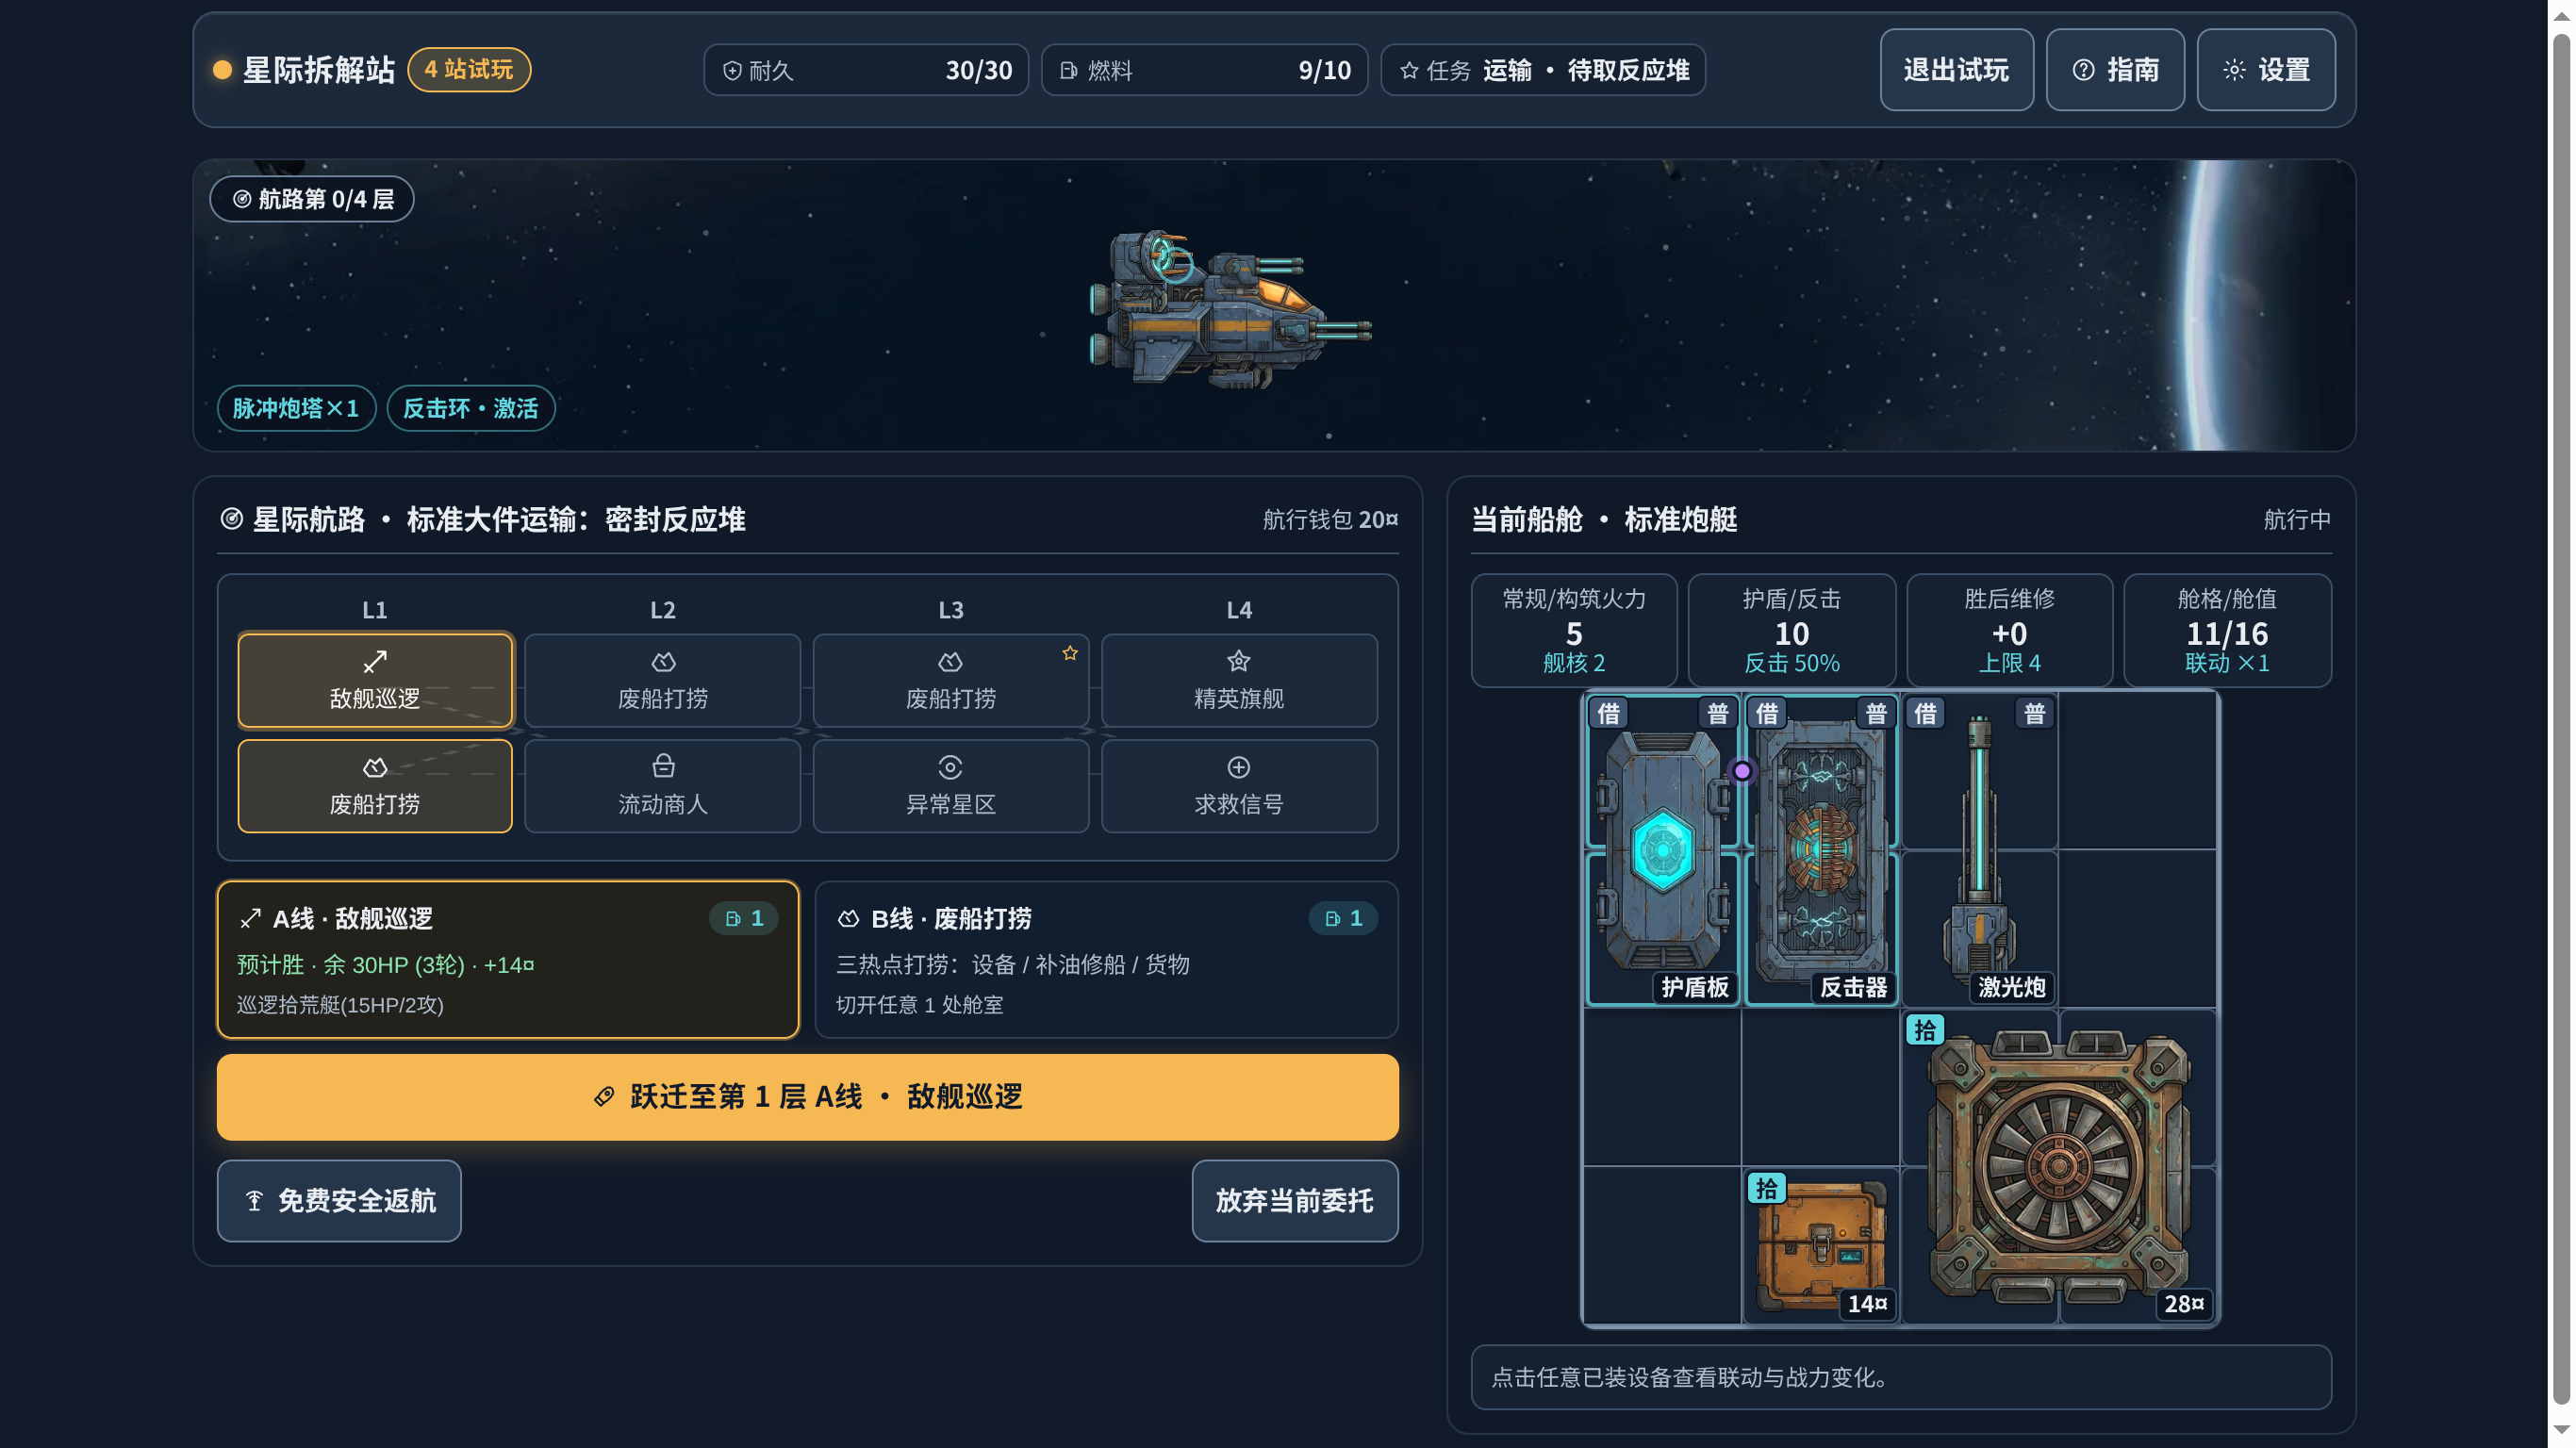 星际拆解站
4 站试玩
耐久 30/30
燃料 9/10
任务 运输 · 待取反应堆
退出试玩
指南
设置
航路第 0/4 层
脉冲炮塔×1
反击环·激活
星际航路 · 标准大件运输：密封反应堆
航行钱包 20¤
L1 L2 L3 L4
敌舰巡逻 废船打捞 废船打捞 精英旗舰
废船打捞 流动商人 异常星区 求救信号
A线 · 敌舰巡逻 1
预计胜 · 余 30HP (3轮) · +14¤
巡逻拾荒艇(15HP/2攻)
B线 · 废船打捞 1
三热点打捞：设备 / 补油修船 / 货物
切开任意 1 处舱室
跃迁至第 1 层 A线 · 敌舰巡逻
免费安全返航
放弃当前委托
当前船舱 · 标准炮艇
航行中
常规/构筑火力
5
舰核 2
护盾/反击
10
反击 50%
胜后维修
+0
上限 4
舱格/舱值
11/16
联动 ×1
借 普 借 普 借 普
护盾板 反击器 激光炮
拾
拾
14¤ 28¤
点击任意已装设备查看联动与战力变化。